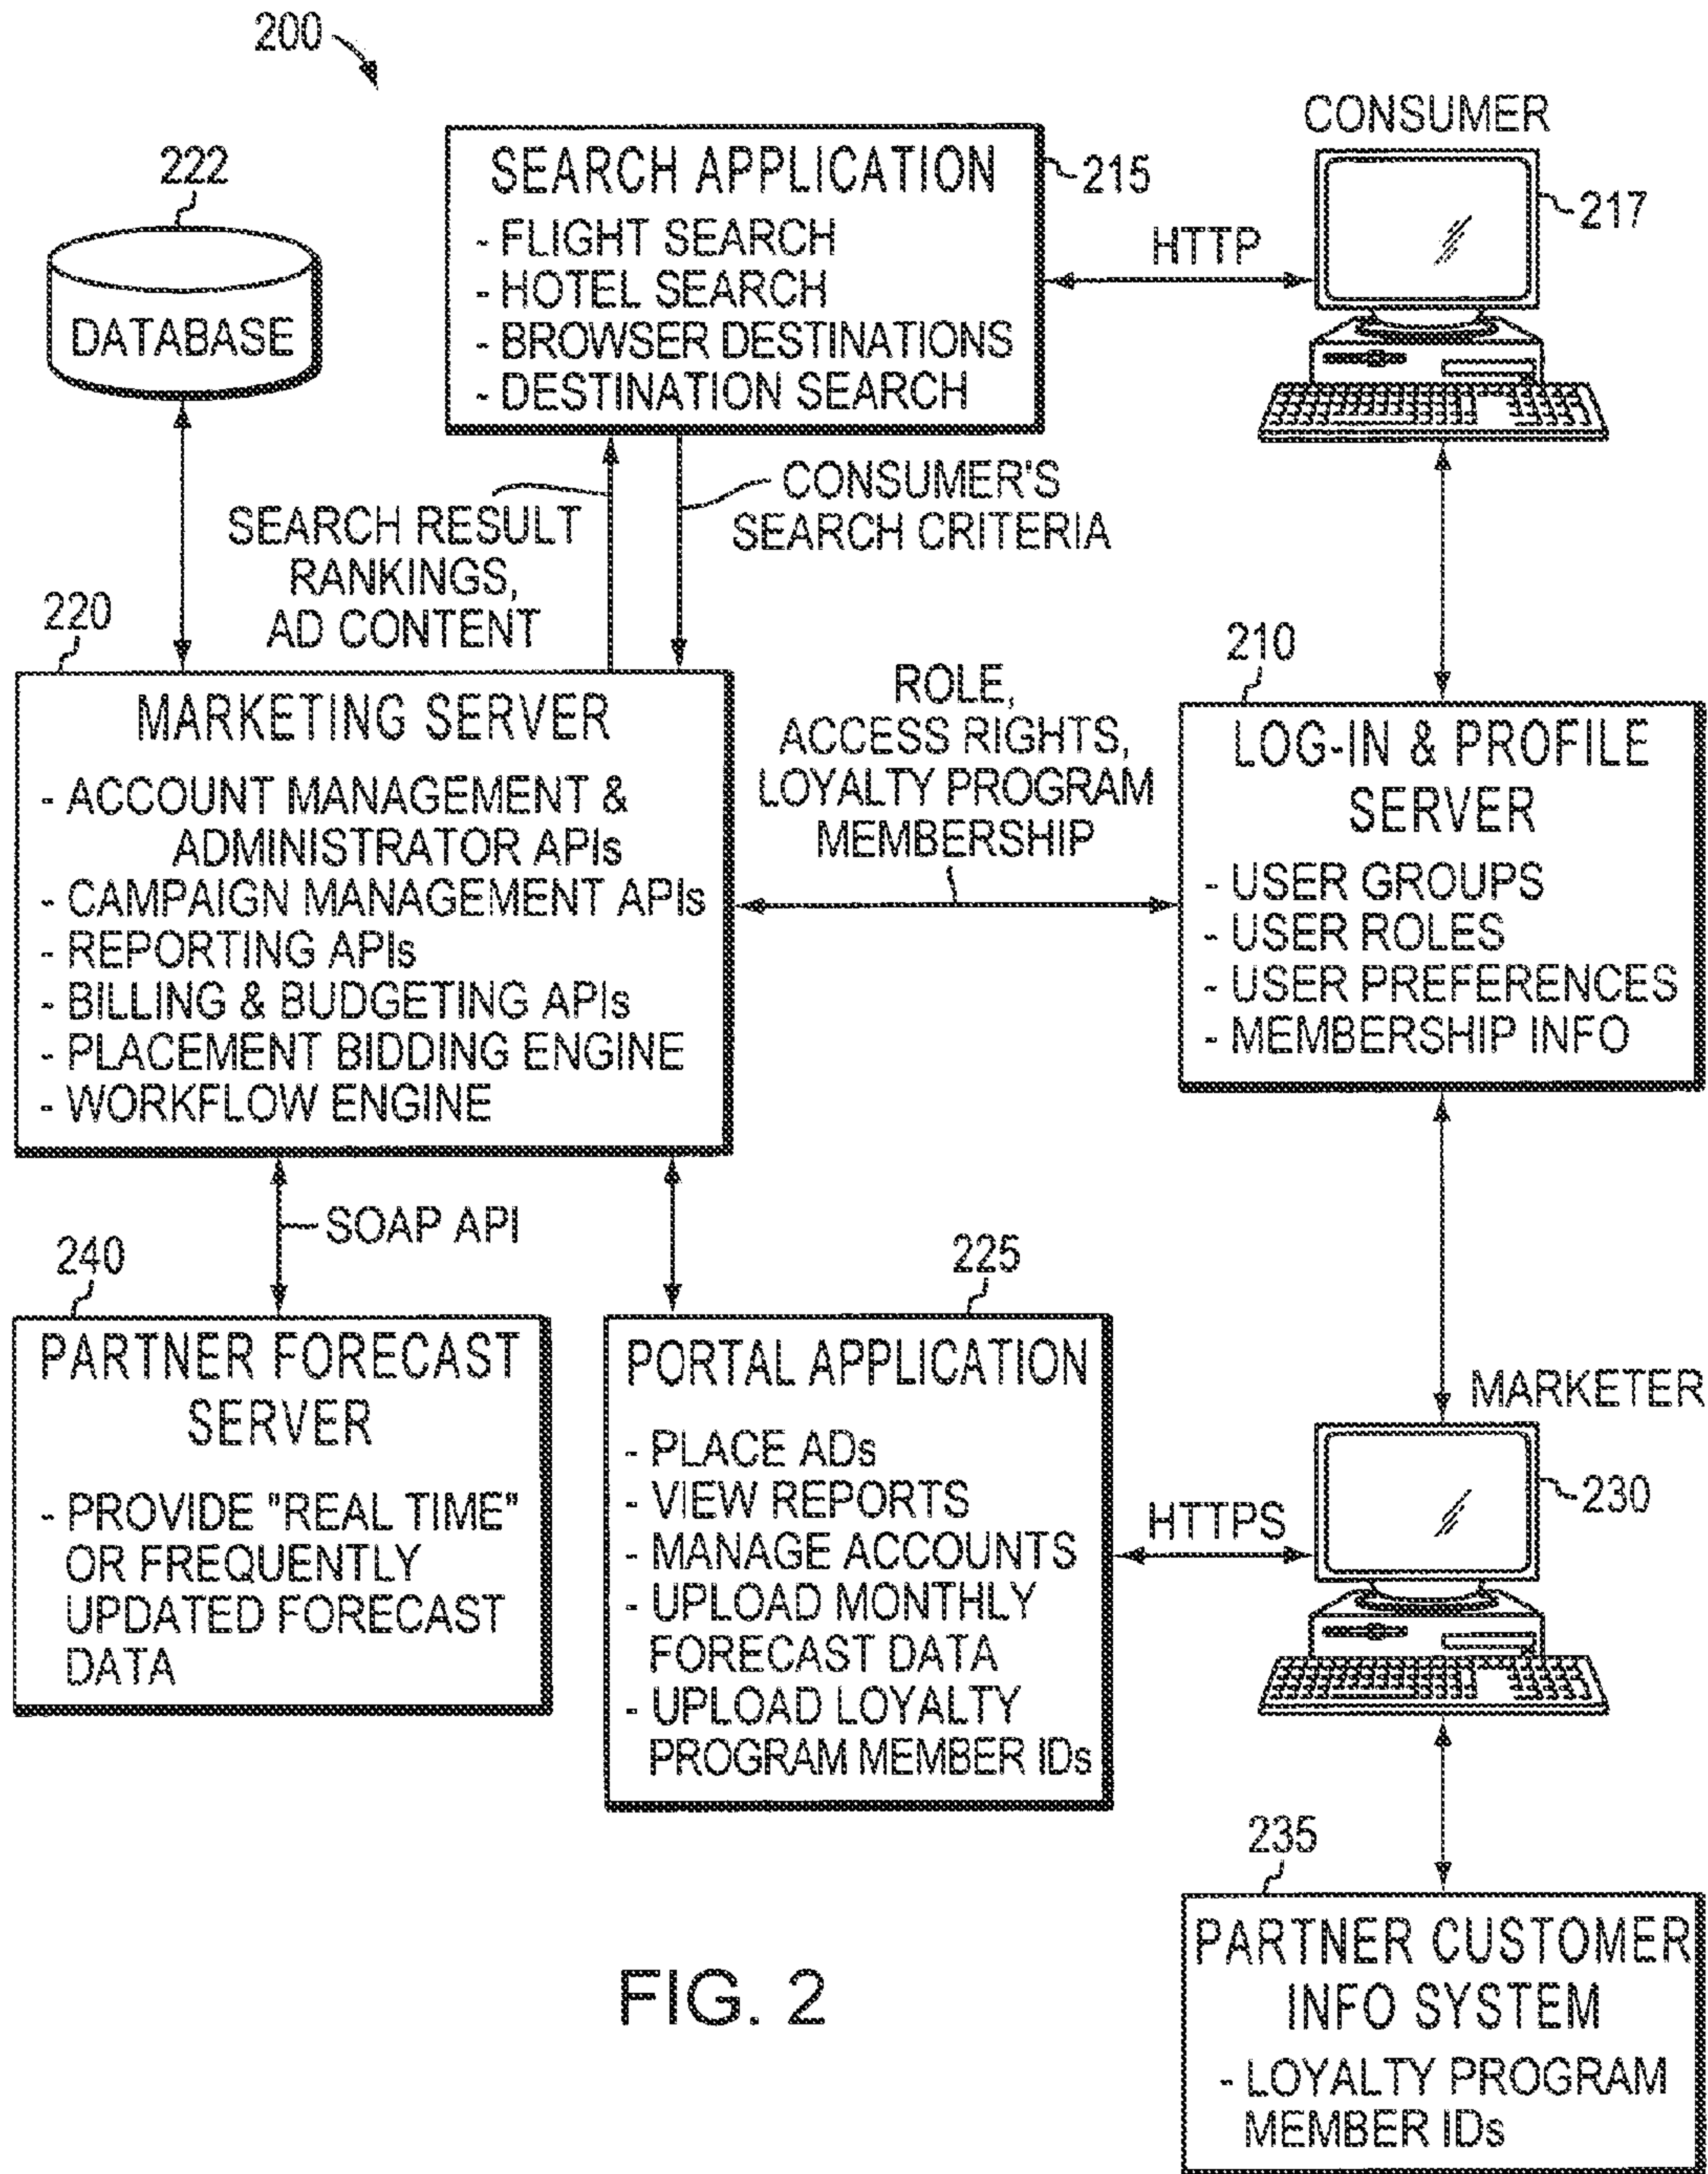 200
222
DATABASE
SEARCH APPLICATION
- FLIGHT SEARCH
- HOTEL SEARCH
- BROWSER DESTINATIONS
- DESTINATION SEARCH
215
HTTP
CONSUMER
217
SEARCH RESULT
RANKINGS,
AD CONTENT
CONSUMER'S
SEARCH CRITERIA
220
MARKETING SERVER
- ACCOUNT MANAGEMENT &
ADMINISTRATOR APIs
- CAMPAIGN MANAGEMENT APIs
- REPORTING APIs
- BILLING & BUDGETING APIs
- PLACEMENT BIDDING ENGINE
- WORKFLOW ENGINE
ROLE,
ACCESS RIGHTS,
LOYALTY PROGRAM
MEMBERSHIP
210
LOG-IN & PROFILE
SERVER
- USER GROUPS
- USER ROLES
- USER PREFERENCES
- MEMBERSHIP INFO
SOAP API
240
PARTNER FORECAST
SERVER
- PROVIDE "REAL TIME"
OR FREQUENTLY
UPDATED FORECAST
DATA
225
PORTAL APPLICATION
- PLACE ADs
- VIEW REPORTS
- MANAGE ACCOUNTS
- UPLOAD MONTHLY
FORECAST DATA
- UPLOAD LOYALTY
PROGRAM MEMBER IDs
HTTPS
MARKETER
230
235
PARTNER CUSTOMER
INFO SYSTEM
- LOYALTY PROGRAM
MEMBER IDs
FIG. 2